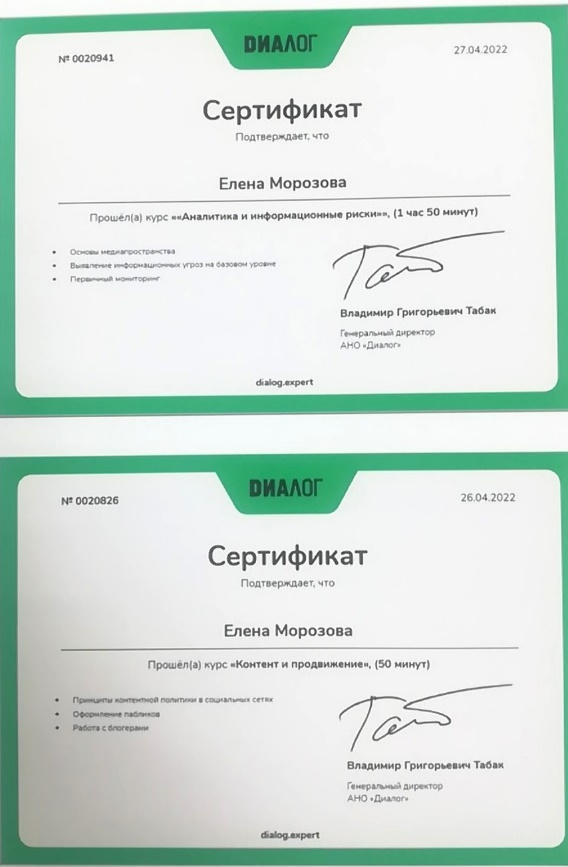 № 0020941
DИАЛОГ
27.04.2022
Сертификат
Подтверждает, что
Елена Морозова
Прошёл(а) курс ««Аналитика и информационные риски»», (1 час 50 минут)
• Основы медиапространства
• Выявление информационных угроз на базовом уровне
• Первичный мониторинг
Владимир Григорьевич Табак
Генеральный директор
АНО «Диалог»
dialog.expert
№ 0020826
DИАЛОГ
26.04.2022
Сертификат
Подтверждает, что
Елена Морозова
Прошёл(а) курс «Контент и продвижение», (50 минут)
• Принципы контентной политики в социальных сетях
• Оформление пабликов
• Работа с блогерами
Владимир Григорьевич Табак
Генеральный директор
АНО «Диалог»
dialog.expert